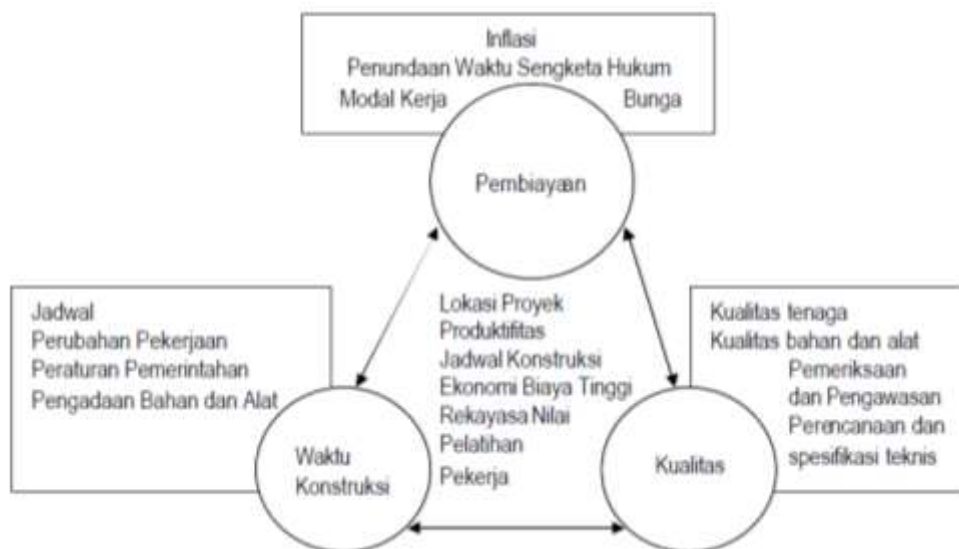 Inflasi
Penundaan Waktu Sengketa Hukum
Modal Kerja Bunga
Pembiayaan
Jadwal
Perubahan Pekerjaan
Peraturan Pemerintahan
Pengadaan Bahan dan Alat
Waktu
Konstruksi
Lokasi Proyek
Produktifitas
Jadwal Konstruksi
Ekonomi Biaya Tinggi
Rekayasa Nilai
Pelatihan
Pekerja
Kualitas tenaga
Kualitas bahan dan alat
Pemeriksaan
dan Pengawasan
Perencanaan dan
spesifikasi teknis
Kualitas